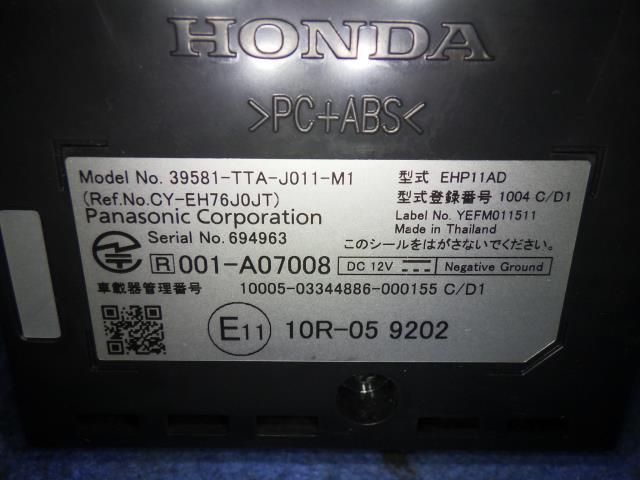 HONDA
>PC+ABS<
Model No. 39581-TTA-J011-M1
(Ref.No.CY-EH76J0JT)
Panasonic Corporation
Serial No. 694963
型式 EHP11AD
型式登録番号 1004 C/D1
Label No. YEFM011511
Made in Thailand
このシールをはがさないでください。
R 001-A07008 DC 12V Negative Ground
車載器管理番号 10005-03344886-000155 C/D1
E11 10R-05 9202